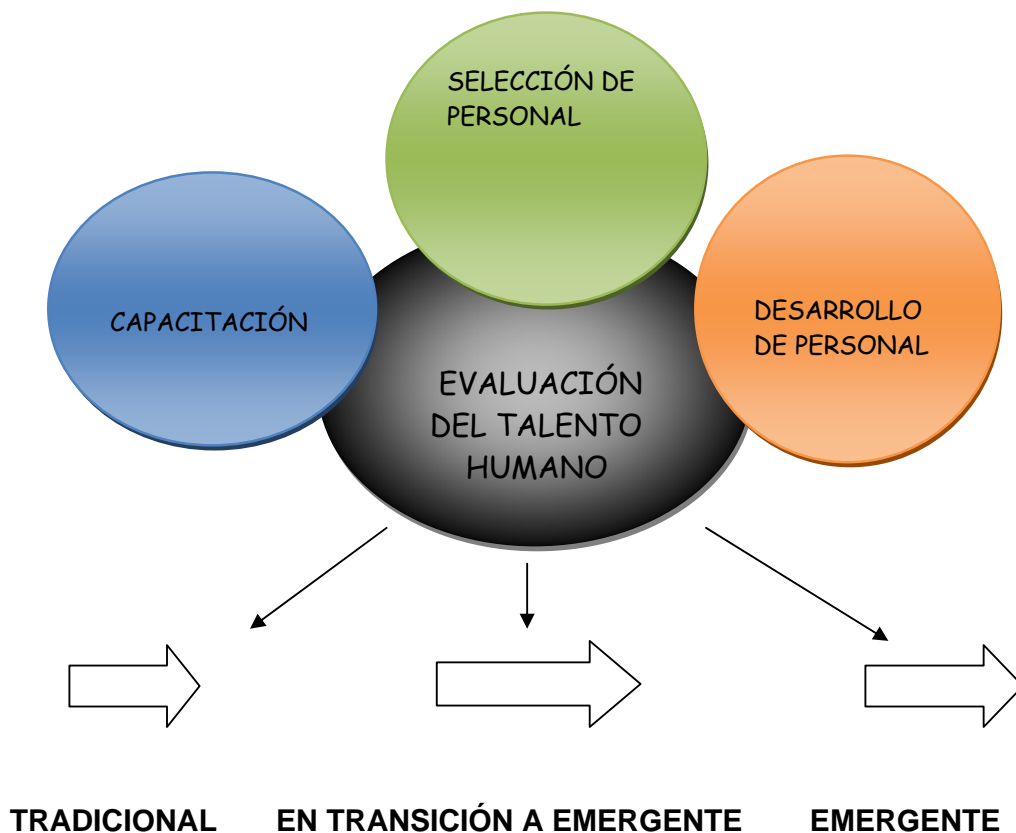 SELECCIÓN DE
PERSONAL
CAPACITACIÓN
DESARROLLO
DE PERSONAL
EVALUACIÓN
DEL TALENTO
HUMANO
TRADICIONAL
EN TRANSICIÓN A EMERGENTE
EMERGENTE